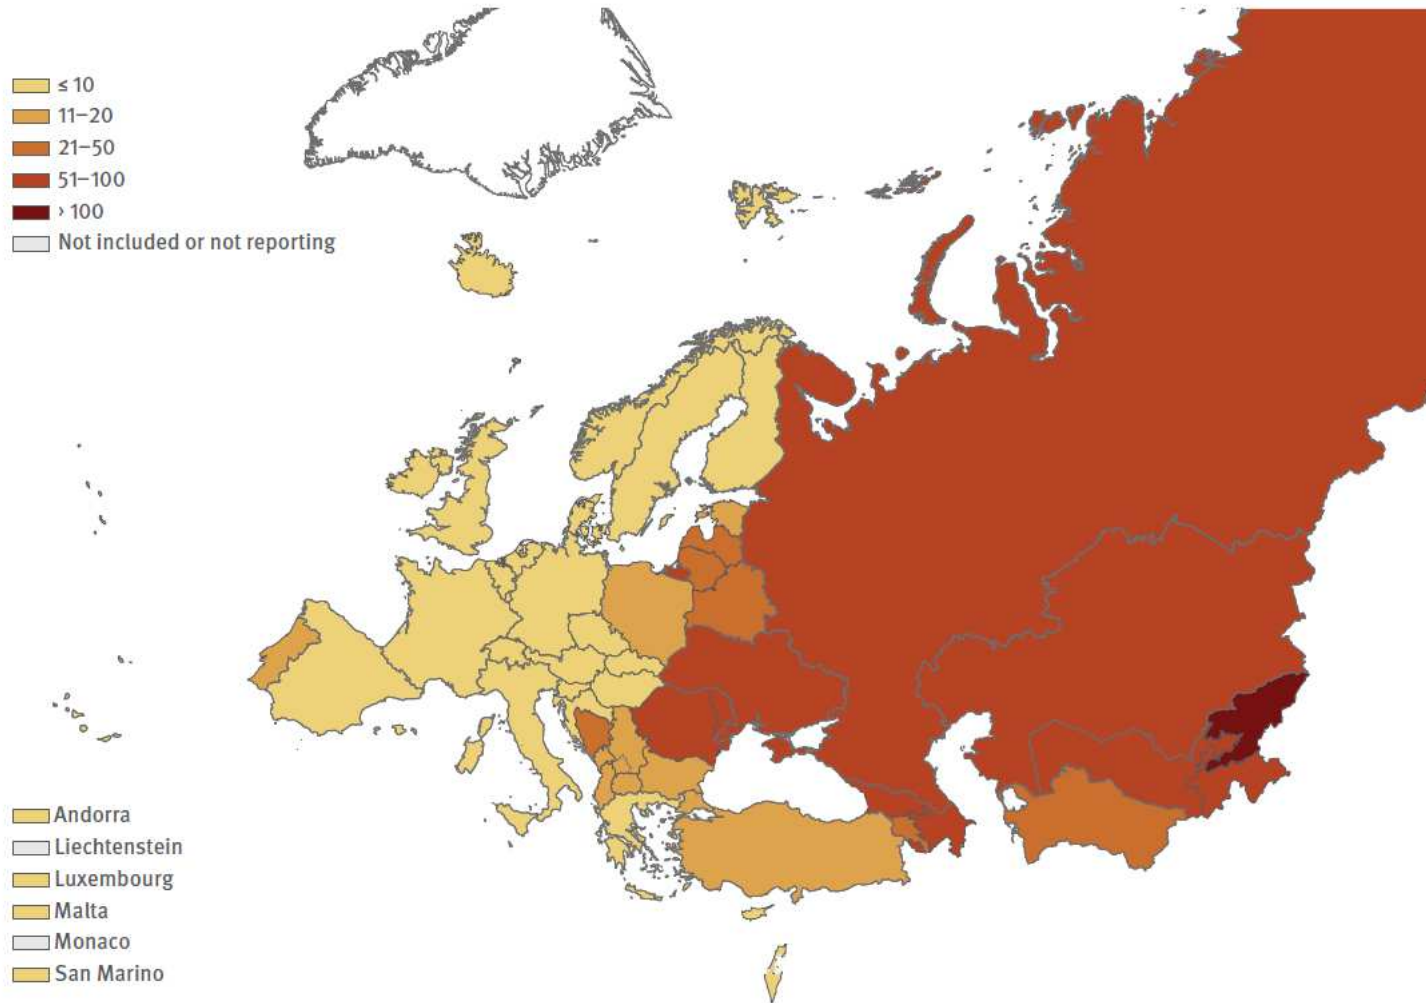 ≤ 10
11–20
21–50
51–100
› 100
Not included or not reporting
Andorra
Liechtenstein
Luxembourg
Malta
Monaco
San Marino